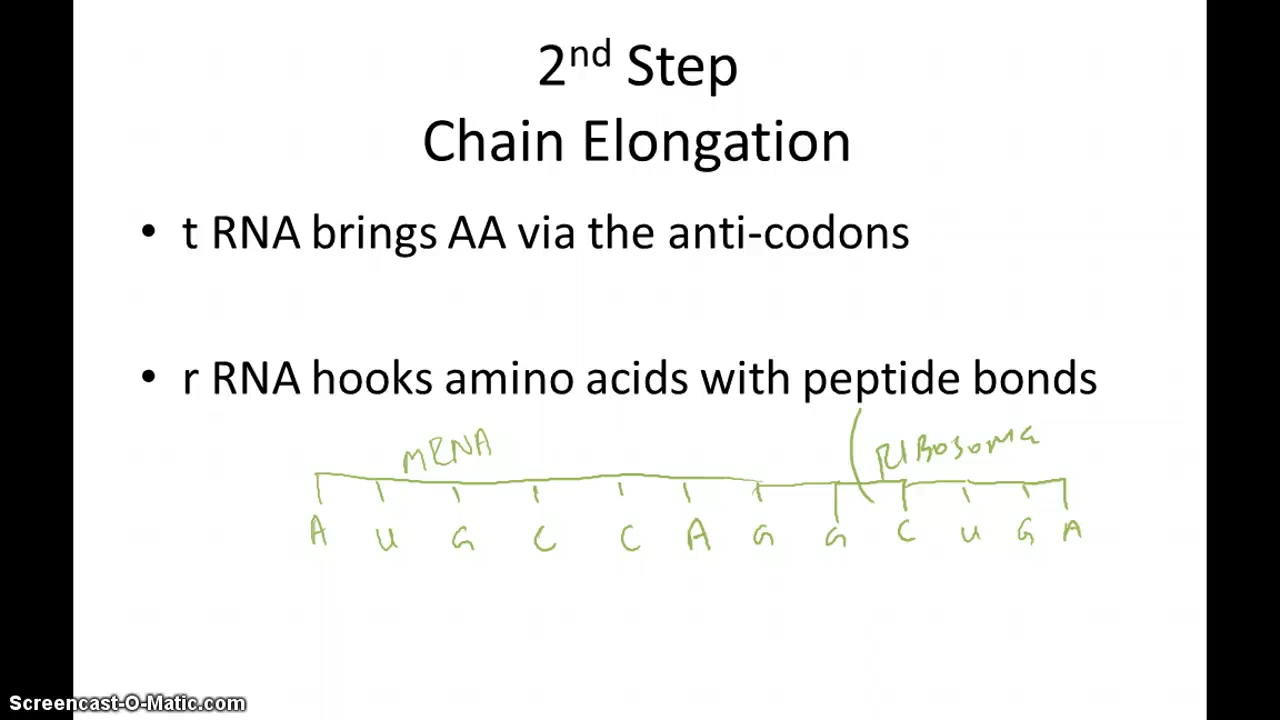 2nd Step
Chain Elongation
• t RNA brings AA via the anti-codons
• r RNA hooks amino acids with peptide bonds
MRNA
RIBOSOMA
A U G C C A G G C U G A
Screencast-O-Matic.com